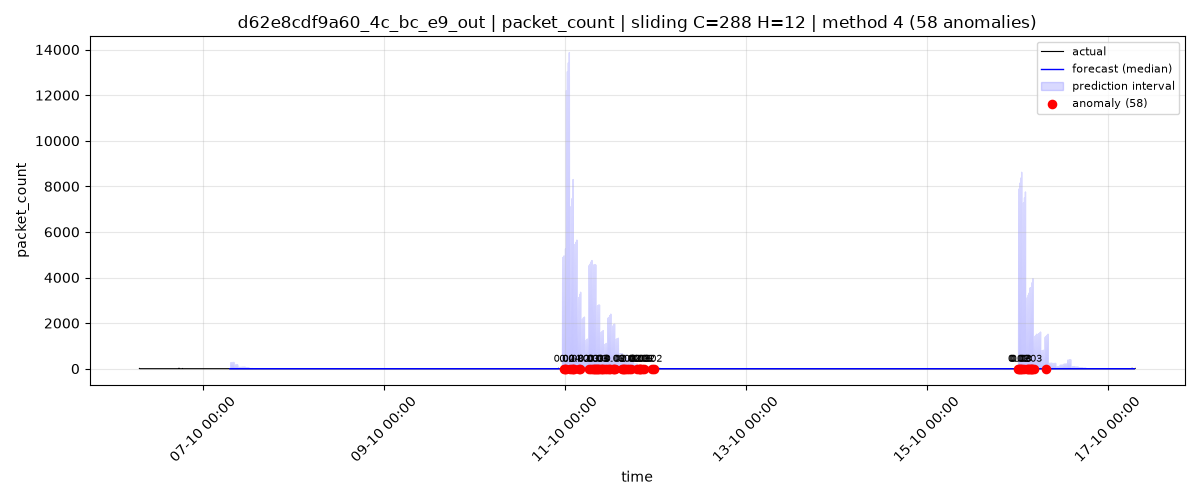 d62e8cdf9a60_4c_bc_e9_out | packet_count | sliding C=288 H=12 | method 4 (58 anomalies)
actual
forecast (median)
prediction interval
anomaly (58)
packet_count
14000
12000
10000
8000
6000
4000
2000
0
07-10 00:00
09-10 00:00
11-10 00:00
13-10 00:00
15-10 00:00
17-10 00:00
time